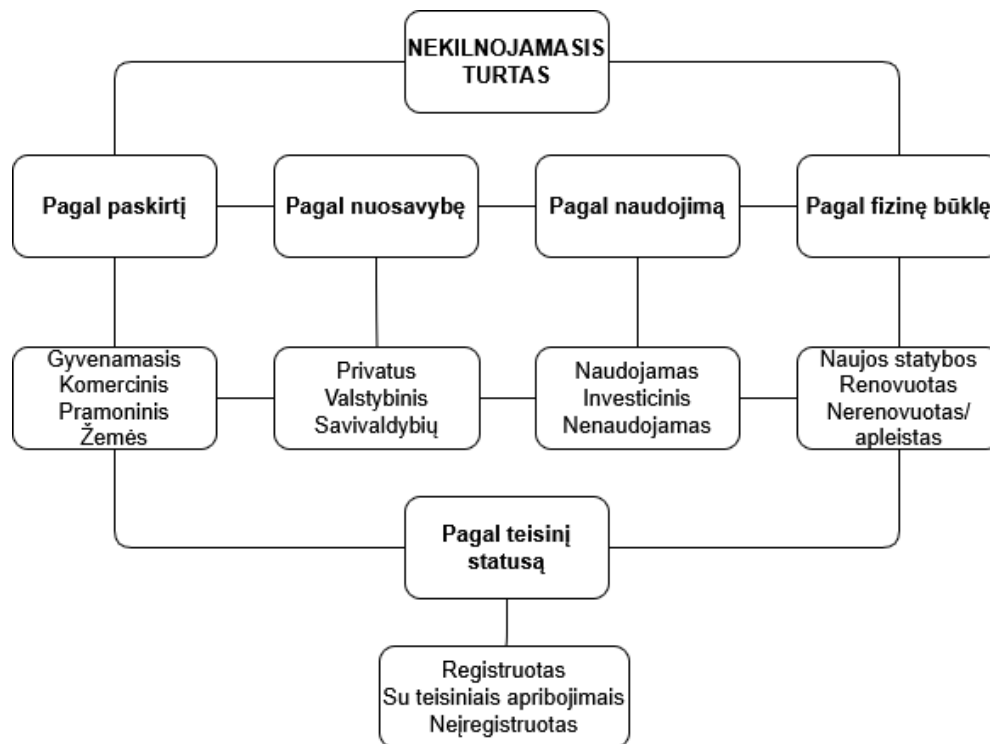 NEKILNOJAMASIS
TURTAS
Pagal paskirtį
Pagal nuosavybę
Pagal naudojimą
Pagal fizinę būklę
Gyvenamasis
Komercinis
Pramoninis
Žemės
Privatus
Valstybinis
Savivaldybių
Naudojamas
Investicinis
Nenaudojamas
Naujos statybos
Renovuotas
Nerenovuotas/
apleistas
Pagal teisinį
statusą
Registruotas
Su teisiniais apribojimais
Neįregistruotas